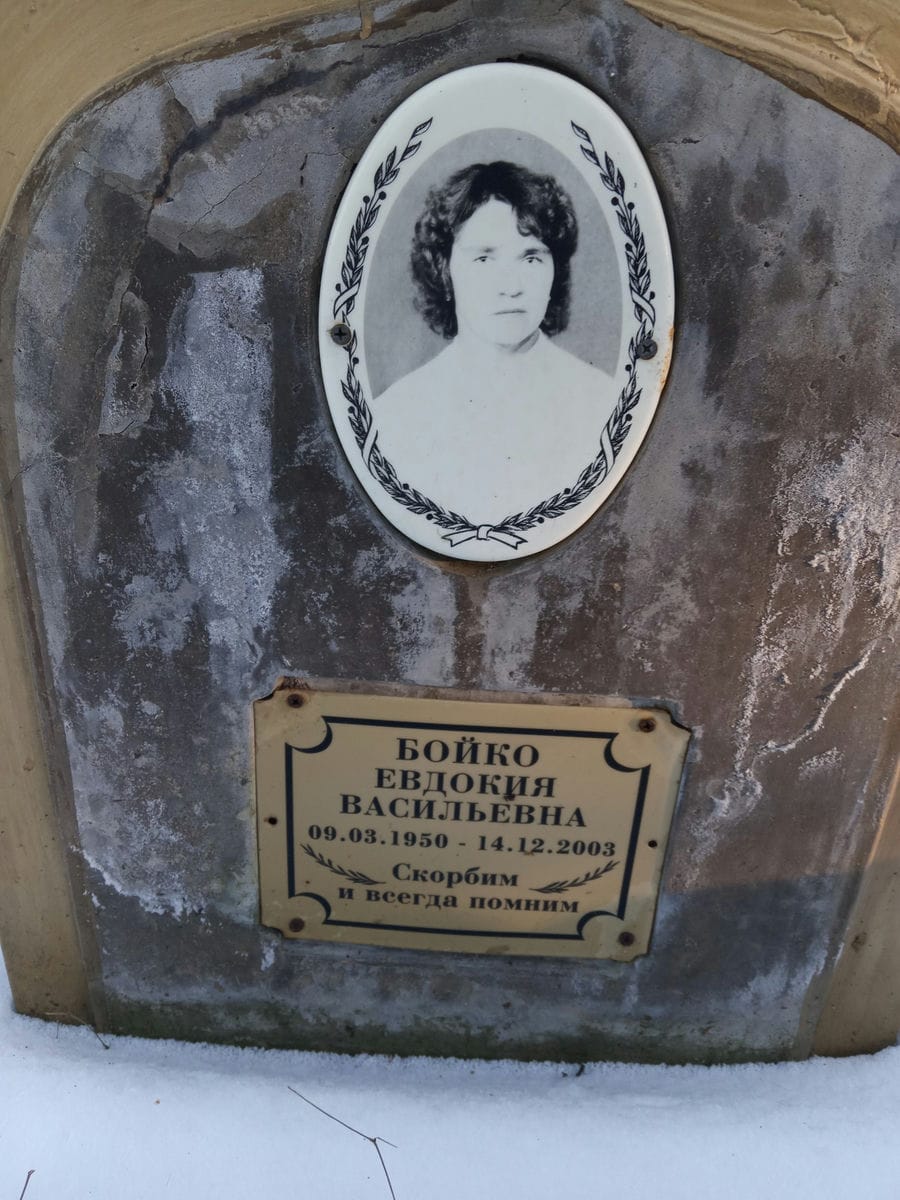 БОЙКО
ЕВДОКИЯ
ВАСИЛЬЕВНА
09.03.1950 - 14.12.2003
Скорбим
и всегда помним